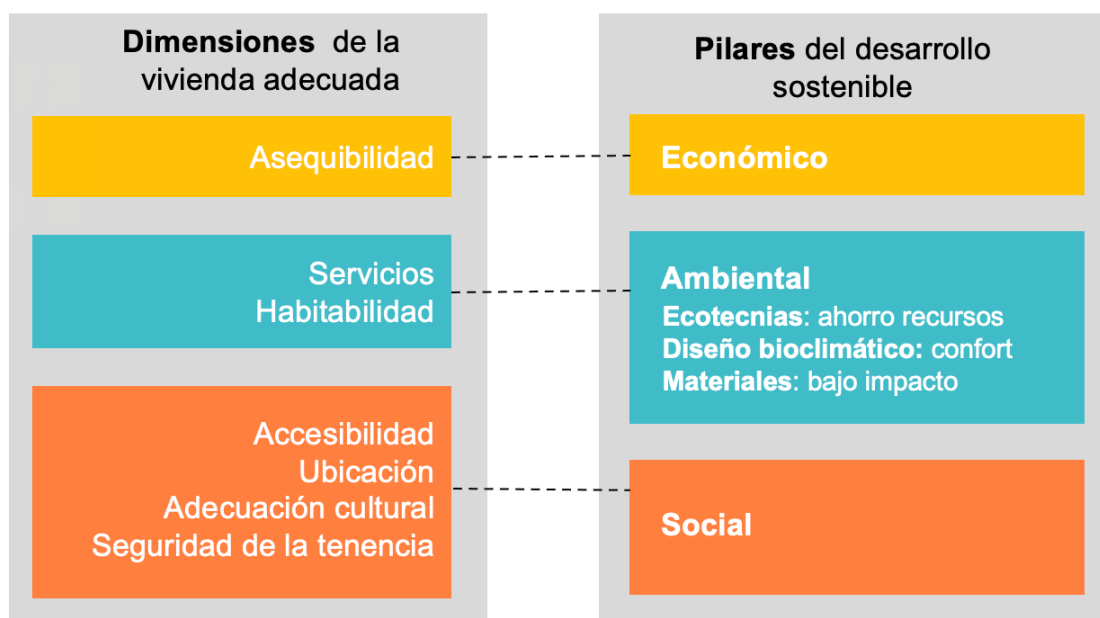 Dimensiones de la
vivienda adecuada
Asequibilidad
Servicios
Habitabilidad
Accesibilidad
Ubicación
Adecuación cultural
Seguridad de la tenencia
Pilares del desarrollo
sostenible
Económico
Ambiental
Ecotecnias: ahorro recursos
Diseño bioclimático: confort
Materiales: bajo impacto
Social